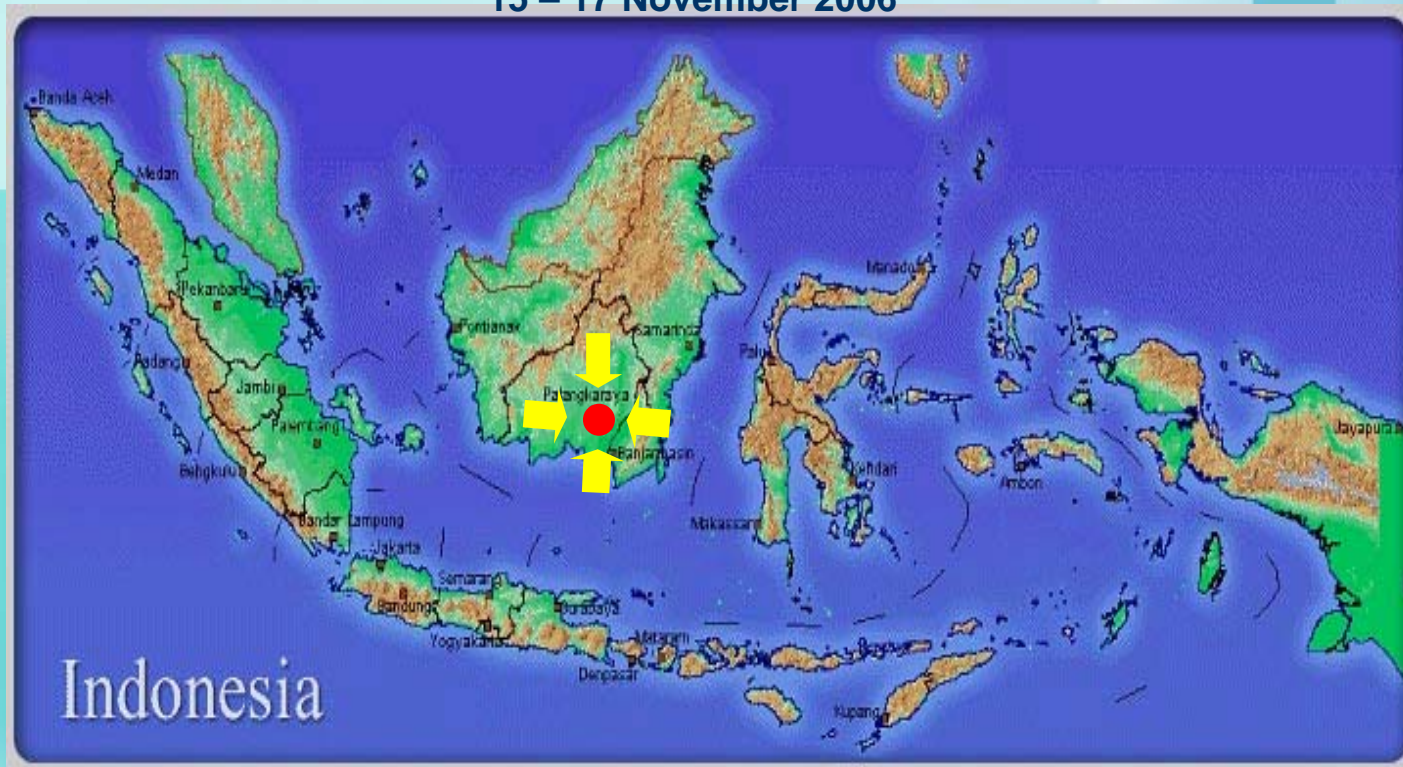 15 – 17 November 2006
Banda Aceh
Medan
Pekanbaru
Padang
Jambi
Palembang
Bengkulu
Bandar Lampung
Jakarta
Bandung
Semarang
Yogyakarta
Surabaya
Denpasar
Mataram
Kupang
Pontianak
Palangkaraya
Samarinda
Banjarmasin
Manado
Palu
Kendari
Makassar
Ambon
Jayapura
Indonesia